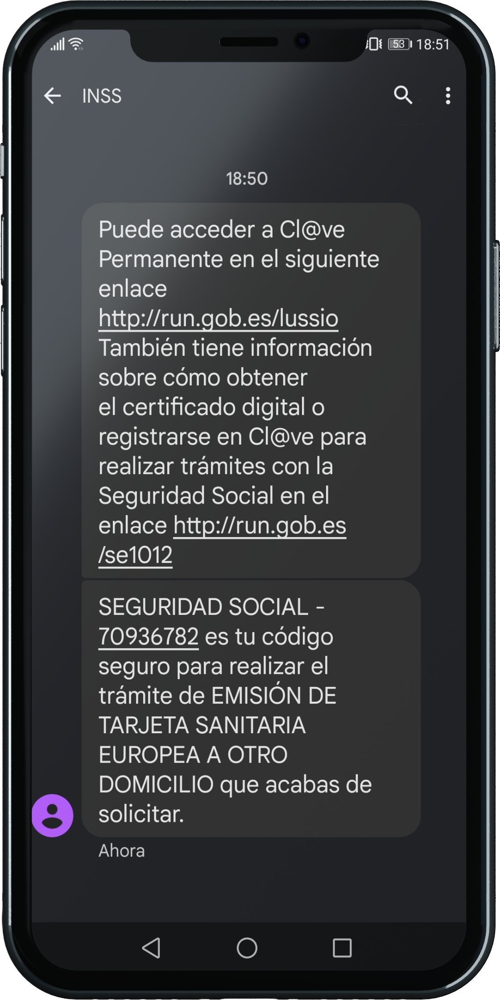 53 18:51
INSS
18:50
Puede acceder a Cl@ve
Permanente en el siguiente
enlace
http://run.gob.es/lussio
También tiene información
sobre cómo obtener
el certificado digital o
registrarse en Cl@ve para
realizar trámites con la
Seguridad Social en el
enlace http://run.gob.es
/se1012
SEGURIDAD SOCIAL -
70936782 es tu código
seguro para realizar el
trámite de EMISIÓN DE
TARJETA SANITARIA
EUROPEA A OTRO
DOMICILIO que acabas de
solicitar.
Ahora